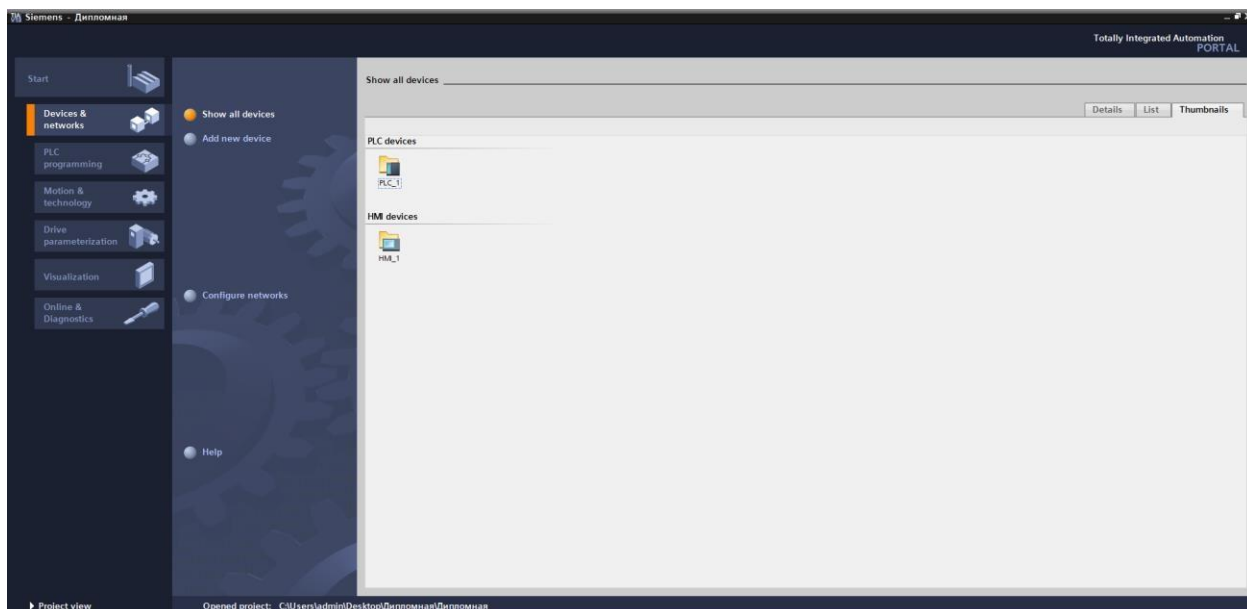 Siemens - Дипломная
Totally Integrated Automation
PORTAL
Start
Devices &
networks
PLC
programming
Motion &
technology
Drive
parameterization
Visualization
Online &
Diagnostics
Show all devices
Add new device
Configure networks
Help
Show all devices
Details
List
Thumbnails
PLC devices
PLC_1
HMI devices
HMI_1
Project view
Opened project: C:\Users\admin\Desktop\Дипломная\Дипломная